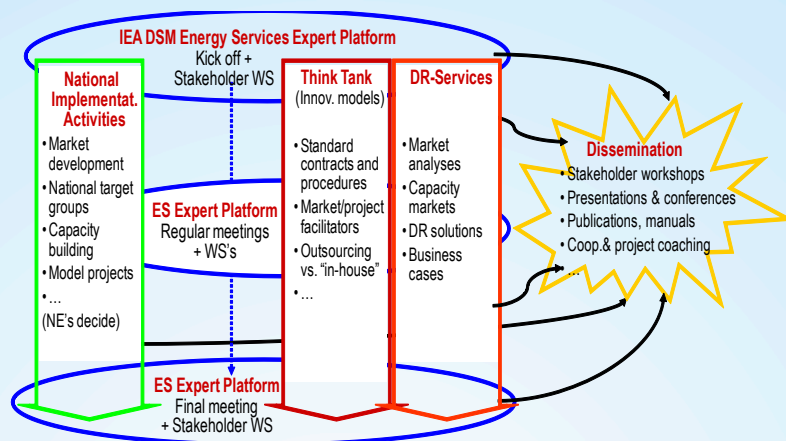 IEA DSM Energy Services Expert Platform
Kick off +
Stakeholder WS
National
Implementat.
Activities
• Market
development
• National target
groups
• Capacity
building
• Model projects
• ...
(NE's decide)
ES Expert Platform
Regular meetings
+ WS's
ES Expert Platform
Final meeting
+ Stakeholder WS
Think Tank
(Innov. models)
• Standard
contracts and
procedures
• Market/project
facilitators
• Outsourcing
vs. "in-house"
• ...
DR-Services
• Market
analyses
• Capacity
markets
• DR solutions
• Business
cases
Dissemination
• Stakeholder workshops
• Presentations & conferences
• Publications, manuals
• Coop.& project coaching
• ...